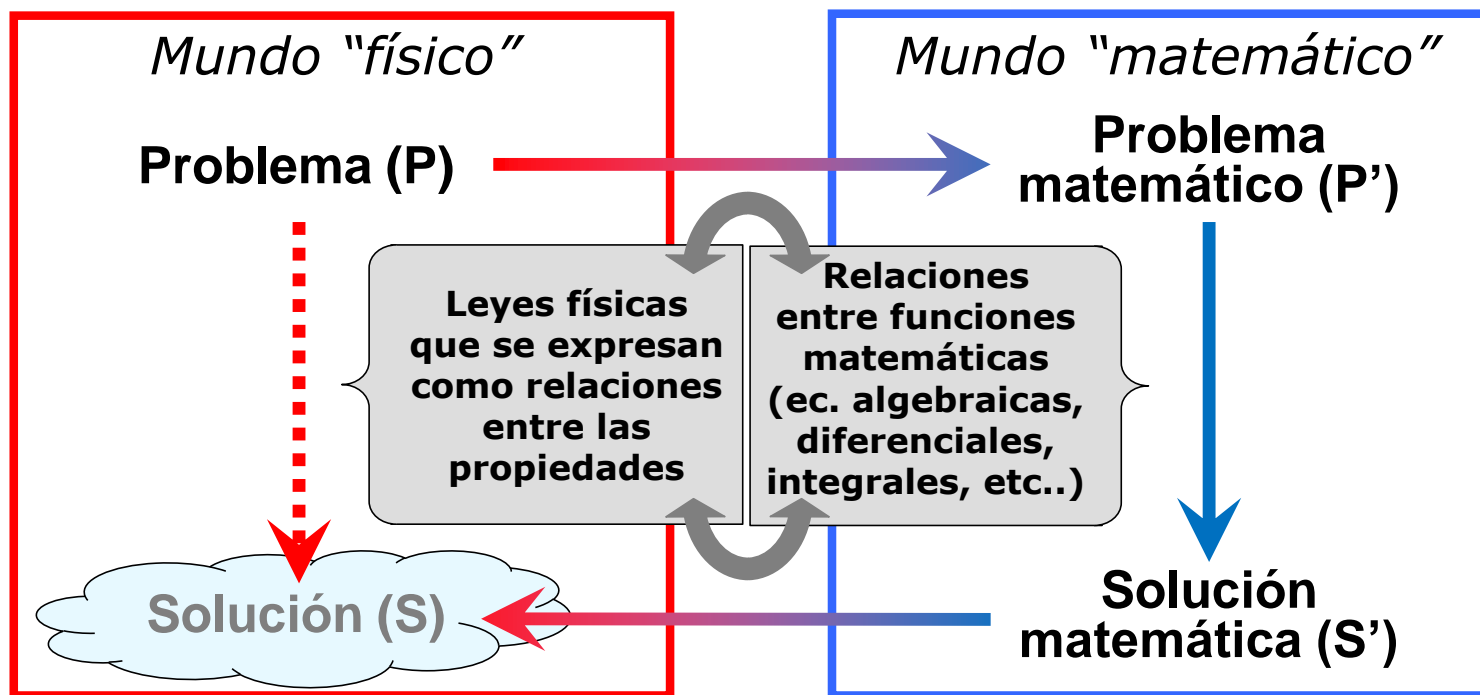 Mundo “físico”
Mundo “matemático”
Problema (P)
Problema
matemático (P’)
Leyes físicas
que se expresan
como relaciones
entre las
propiedades
Relaciones
entre funciones
matemáticas
(ec. algebraicas,
diferenciales,
integrales, etc..)
Solución (S)
Solución
matemática (S’)